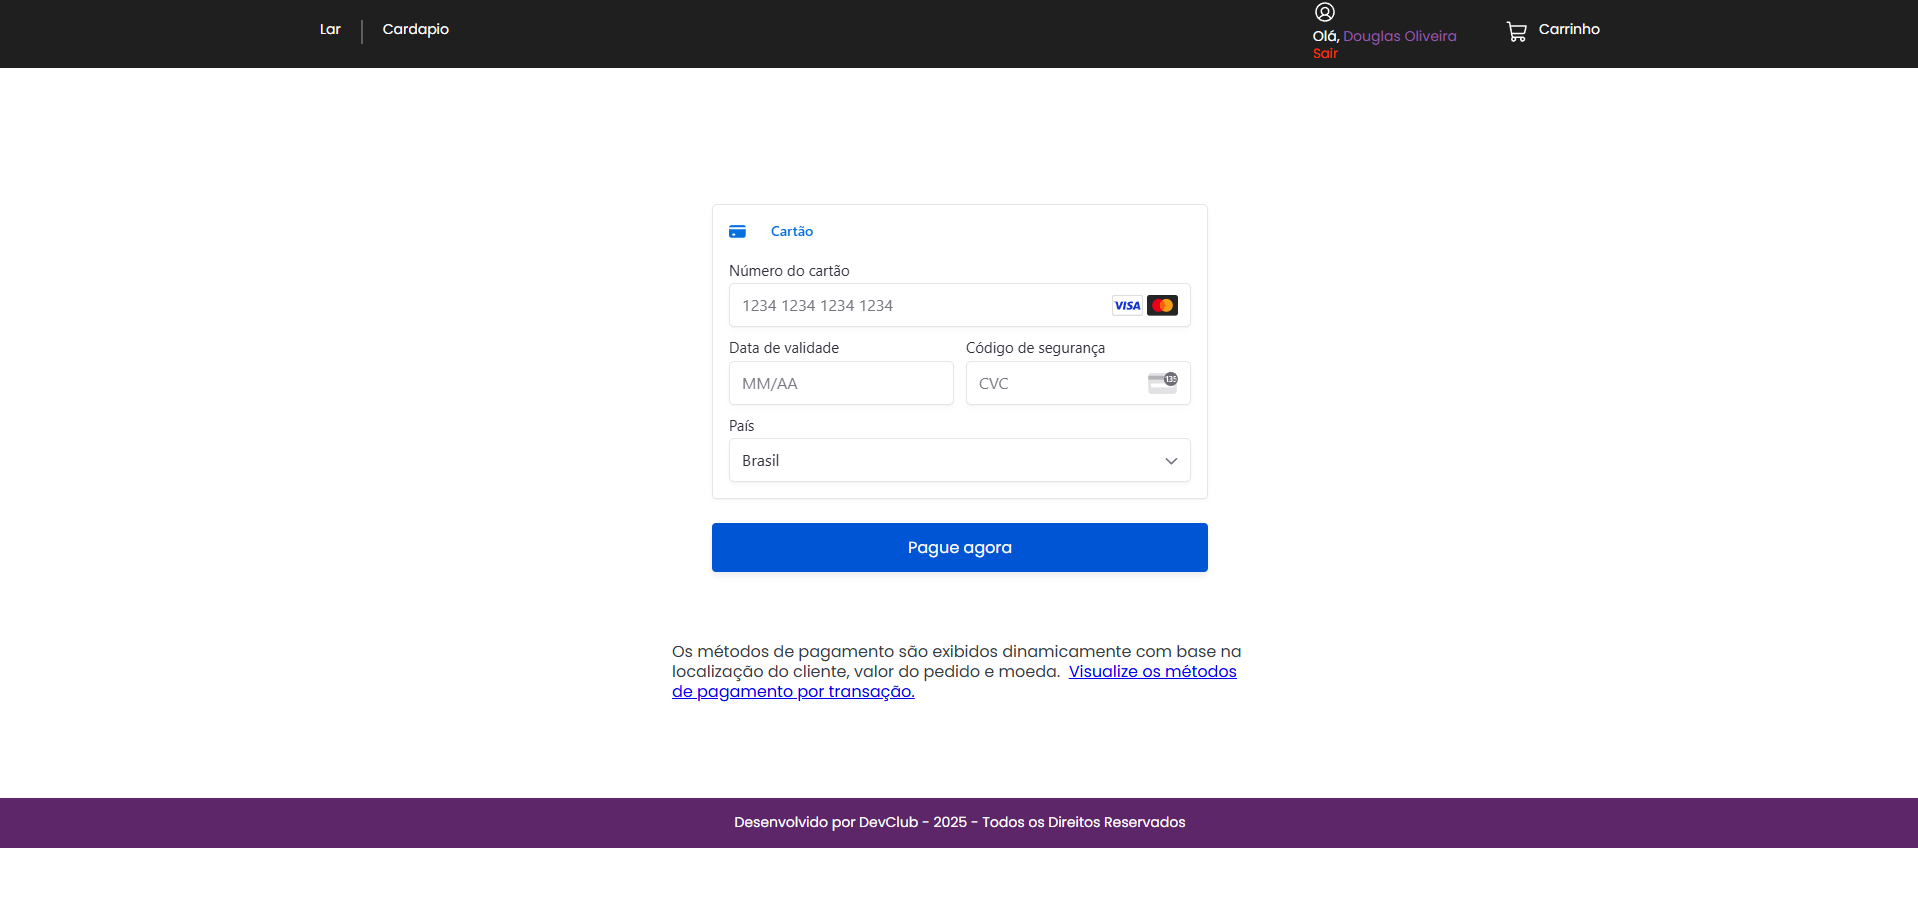 Lar
Cardapio
Olá, Douglas Oliveira
Sair
Carrinho
Cartão
Número do cartão
1234 1234 1234 1234
VISA
Data de validade
Código de segurança
MM/AA
CVC
135
País
Brasil
Pague agora
Os métodos de pagamento são exibidos dinamicamente com base na
localização do cliente, valor do pedido e moeda. Visualize os métodos
de pagamento por transação.
Desenvolvido por DevClub - 2025 - Todos os Direitos Reservados